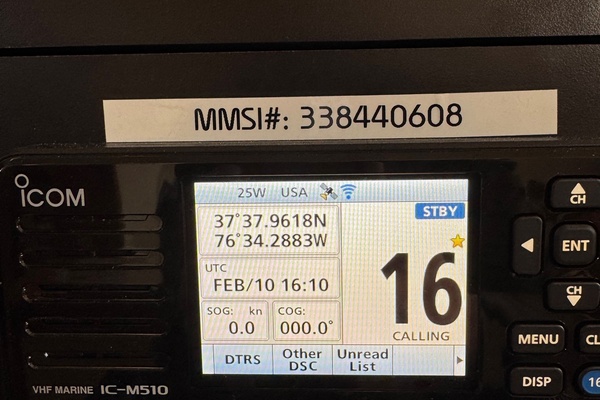 MMSI#: 338440608
ICOM
25W USA
STBY
37°37.9618N
76°34.2883W
UTC
FEB/10 16:10
SOG: kn
0.0
COG:
000.0°
16
CALLING
DTRS
Other
DSC
Unread
List
VHF MARINE IC-M510
CH
ENT
CH
MENU
CL
DISP
16